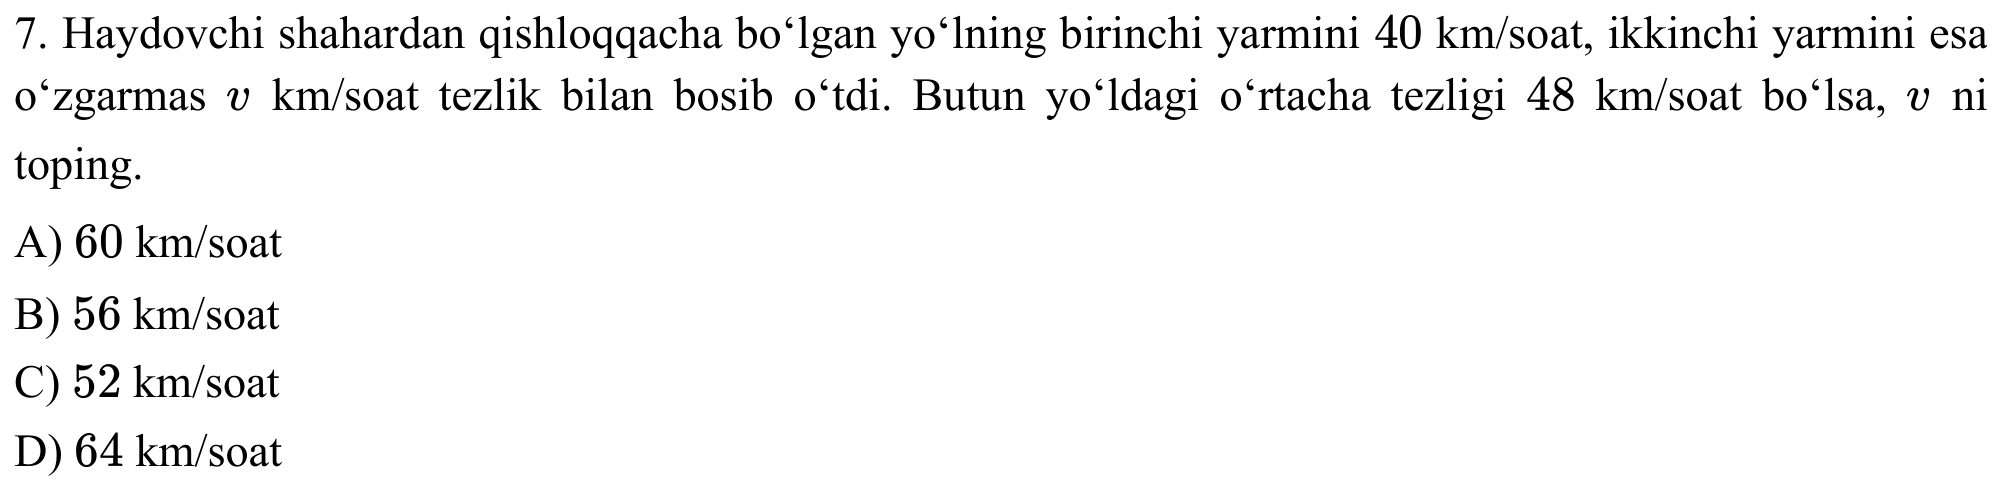 7. Haydovchi shahardan qishloqqacha bo‘lgan yo‘lning birinchi yarmini 40 km/soat, ikkinchi yarmini esa
o‘zgarmas v km/soat tezlik bilan bosib o‘tdi. Butun yo‘ldagi o‘rtacha tezligi 48 km/soat bo‘lsa, v ni
toping.
A) 60 km/soat
B) 56 km/soat
C) 52 km/soat
D) 64 km/soat